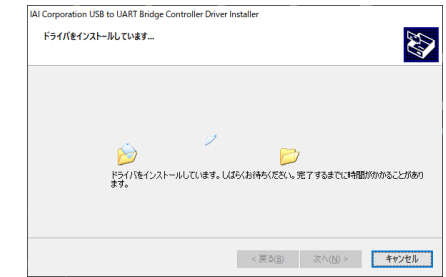 IAI Corporation USB to UART Bridge Controller Driver Installer
ドライバをインストールしています...
ドライバをインストールしています。しばらくお待ちください。完了するまでに時間がかかることがあり
ます。
< 戻る(B)
次へ(N) >
キャンセル